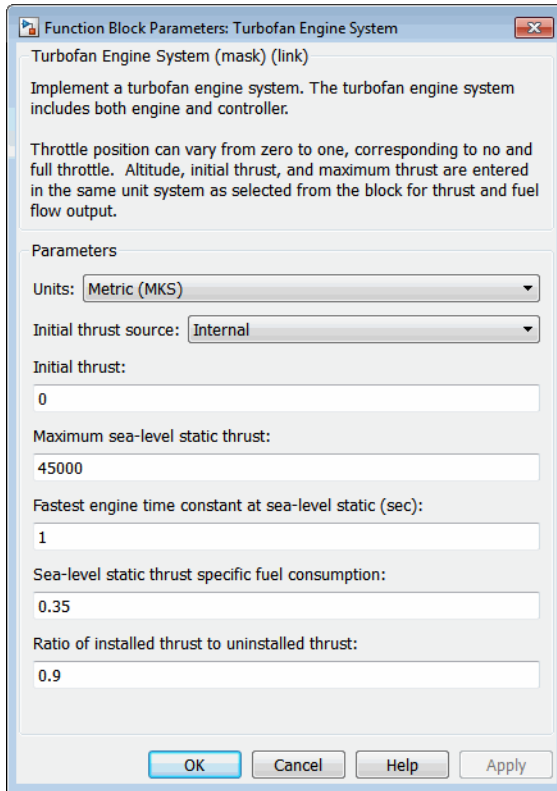 Function Block Parameters: Turbofan Engine System
Turbofan Engine System (mask) (link)
Implement a turbofan engine system. The turbofan engine system
includes both engine and controller.
Throttle position can vary from zero to one, corresponding to no and
full throttle.  Altitude, initial thrust, and maximum thrust are entered
in the same unit system as selected from the block for thrust and fuel
flow output.
Parameters
Units: Metric (MKS)
Initial thrust source: Internal
Initial thrust:
0
Maximum sea-level static thrust:
45000
Fastest engine time constant at sea-level static (sec):
1
Sea-level static thrust specific fuel consumption:
0.35
Ratio of installed thrust to uninstalled thrust:
0.9
OK Cancel Help Apply